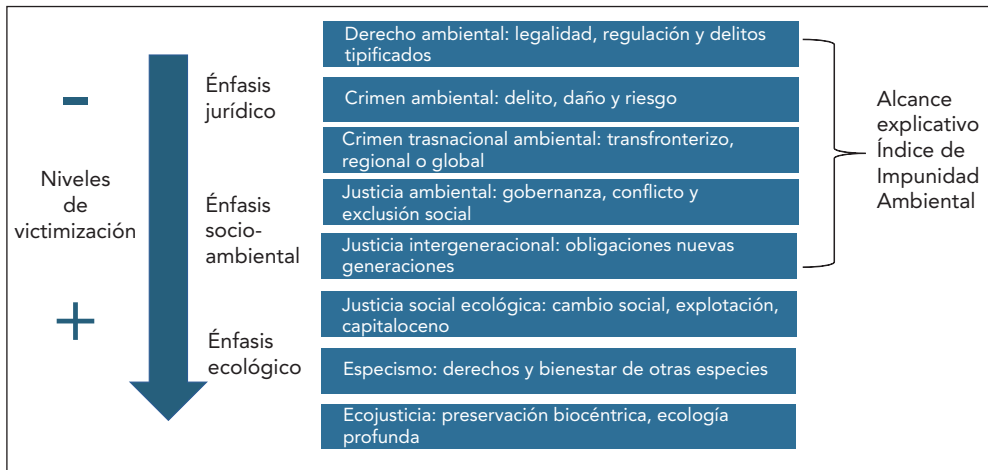 Niveles
de
victimización
-
+
Énfasis
jurídico
Énfasis
socio-
ambiental
Énfasis
ecológico
Derecho ambiental: legalidad, regulación y delitos
tipificados
Crimen ambiental: delito, daño y riesgo
Crimen trasnacional ambiental: transfronterizo,
regional o global
Justicia ambiental: gobernanza, conflicto y
exclusión social
Justicia intergeneracional: obligaciones nuevas
generaciones
Justicia social ecológica: cambio social, explotación,
capitaloceno
Especismo: derechos y bienestar de otras especies
Ecojusticia: preservación biocéntrica, ecología
profunda
Alcance
explicativo
Índice de
Impunidad
Ambiental